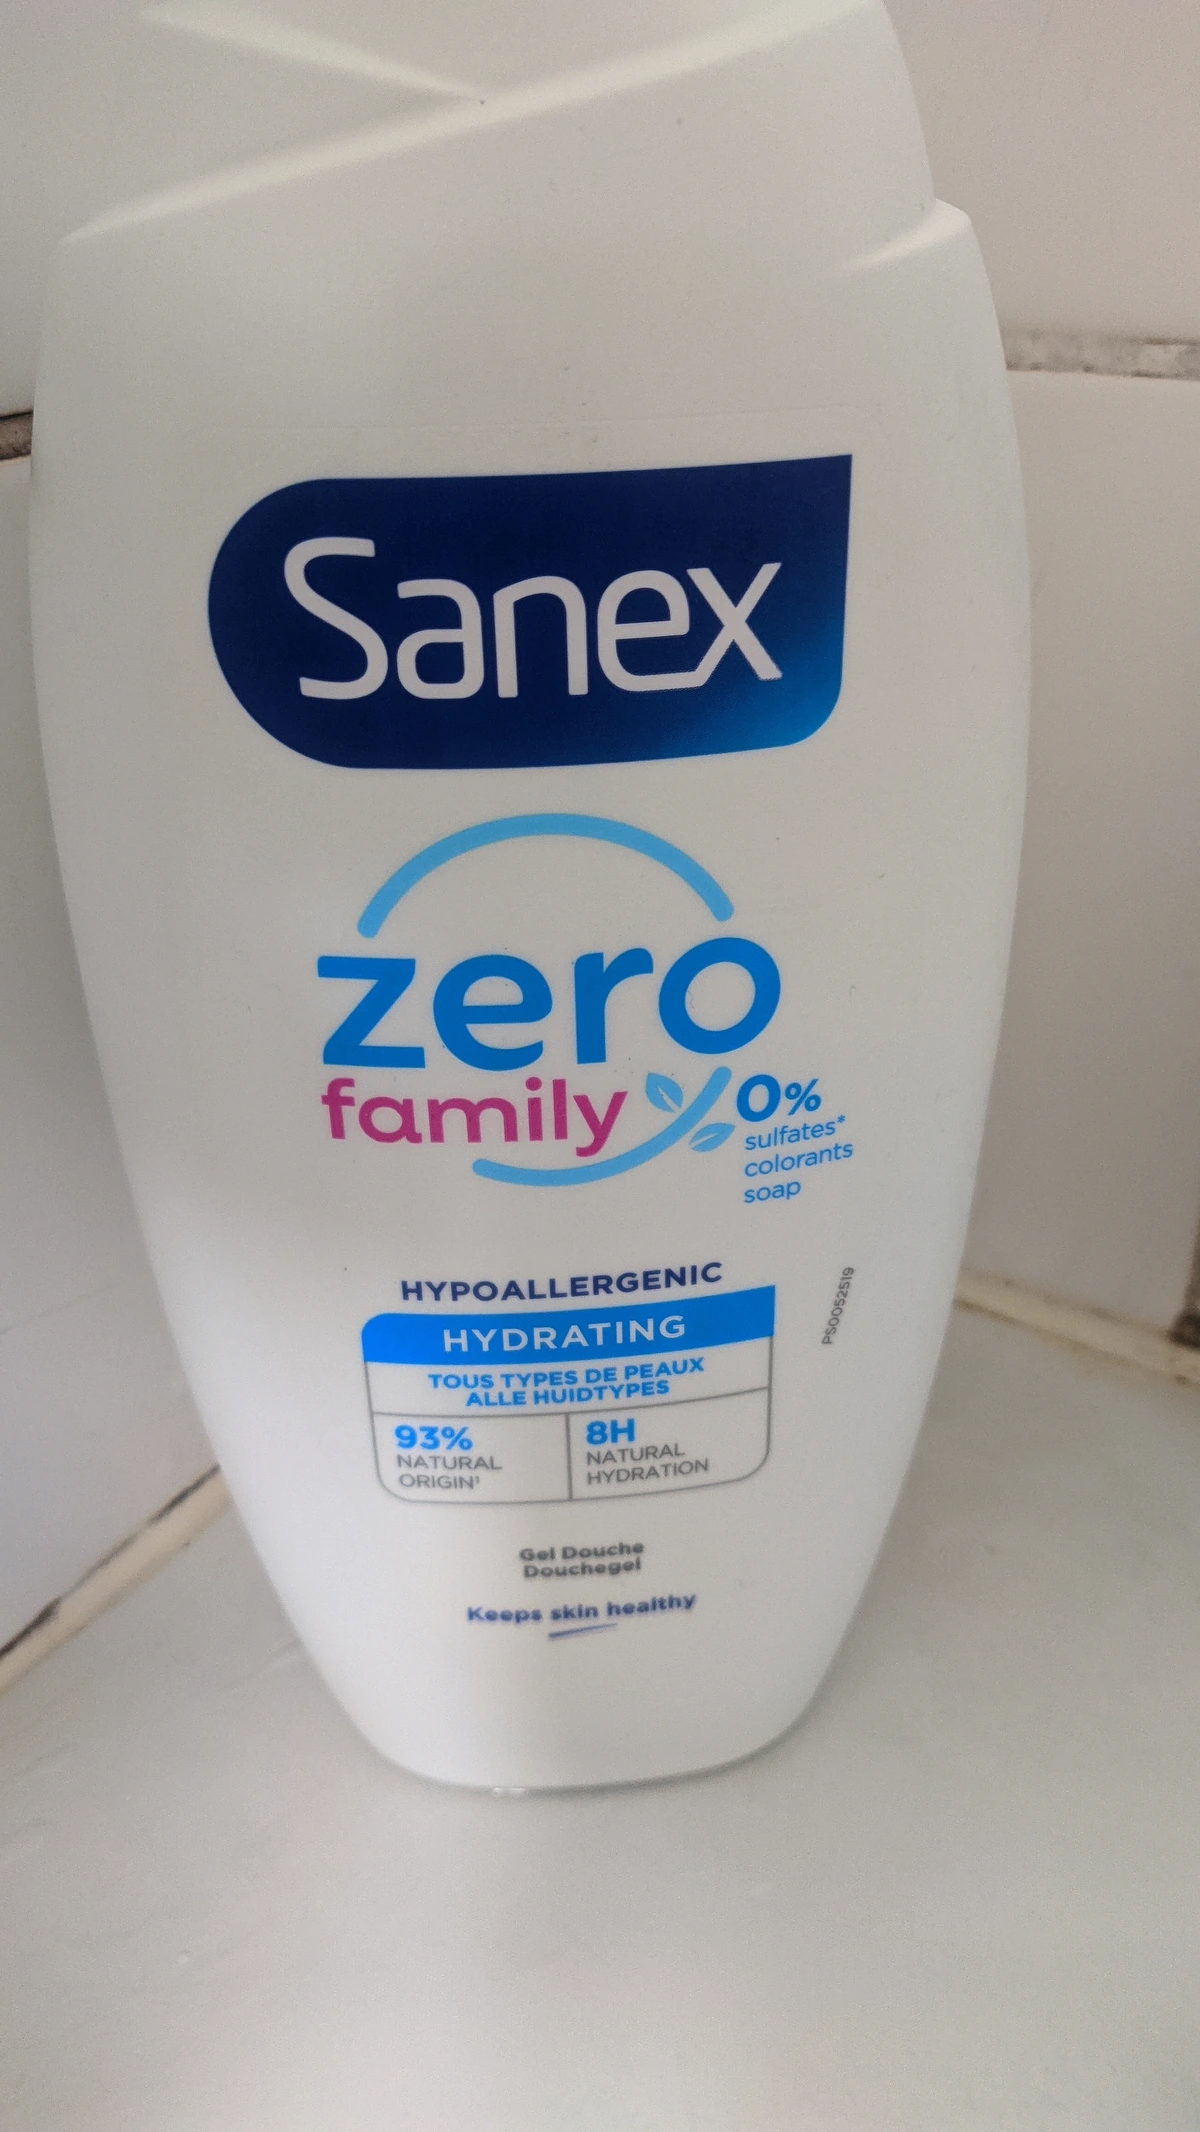 Sanex
zero
family
0%
sulfates*
colorants
soap
HYPOALLERGENIC
HYDRATING
TOUS TYPES DE PEAUX
ALLE HUIDTYPES
93%
NATURAL
ORIGIN¹
8H
NATURAL
HYDRATION
PS0052519
Gel Douche
Douchegel
Keeps skin healthy